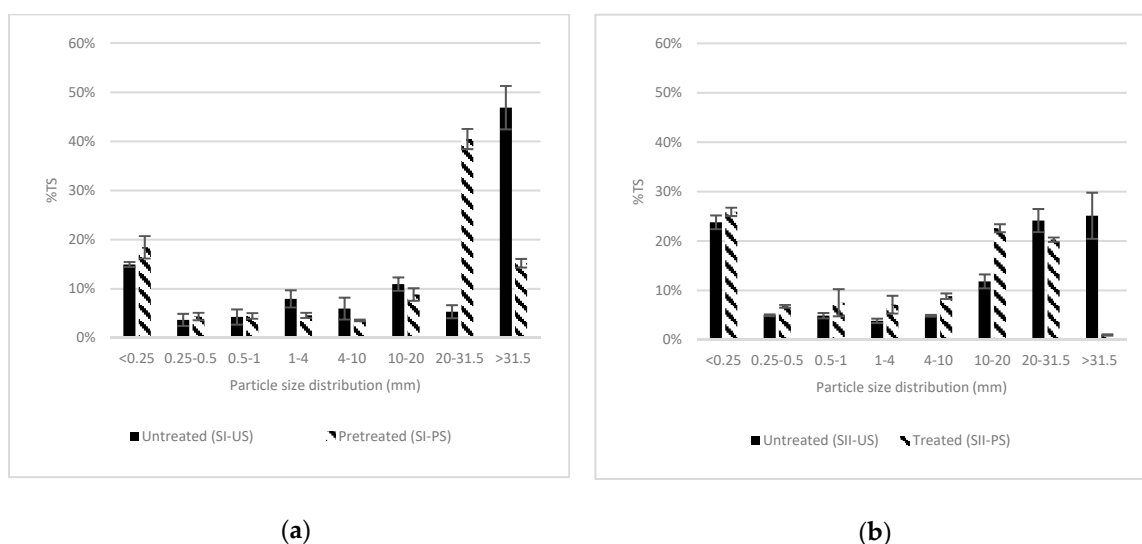 60%
50%
40%
30%
20%
10%
0%
%TS
<0.25 0.25-0.5 0.5-1 1-4 4-10 10-20 20-31.5 >31.5
Particle size distribution (mm)
Untreated (SI-US) Pretreated (SI-PS)
(a)
60%
50%
40%
30%
20%
10%
0%
%TS
<0.25 0.25-0.5 0.5-1 1-4 4-10 10-20 20-31.5 >31.5
Particle size distribution (mm)
Untreated (SII-US) Treated (SII-PS)
(b)